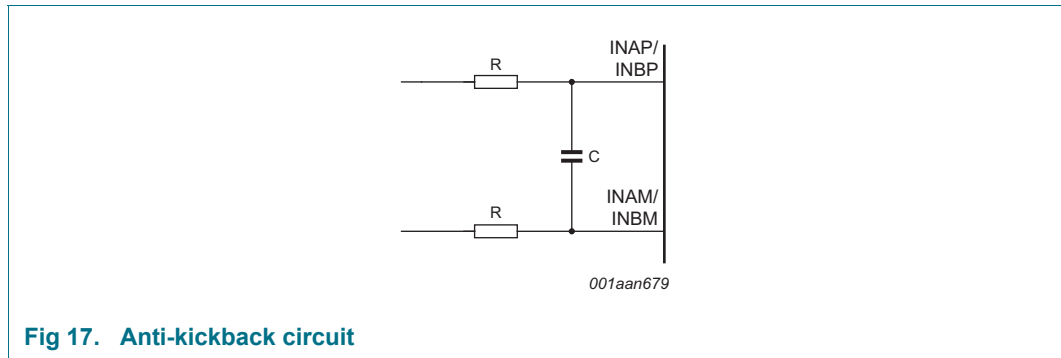 INAP/
INBP
R
C
INAM/
INBM
R
001aan679
Fig 17. Anti-kickback circuit